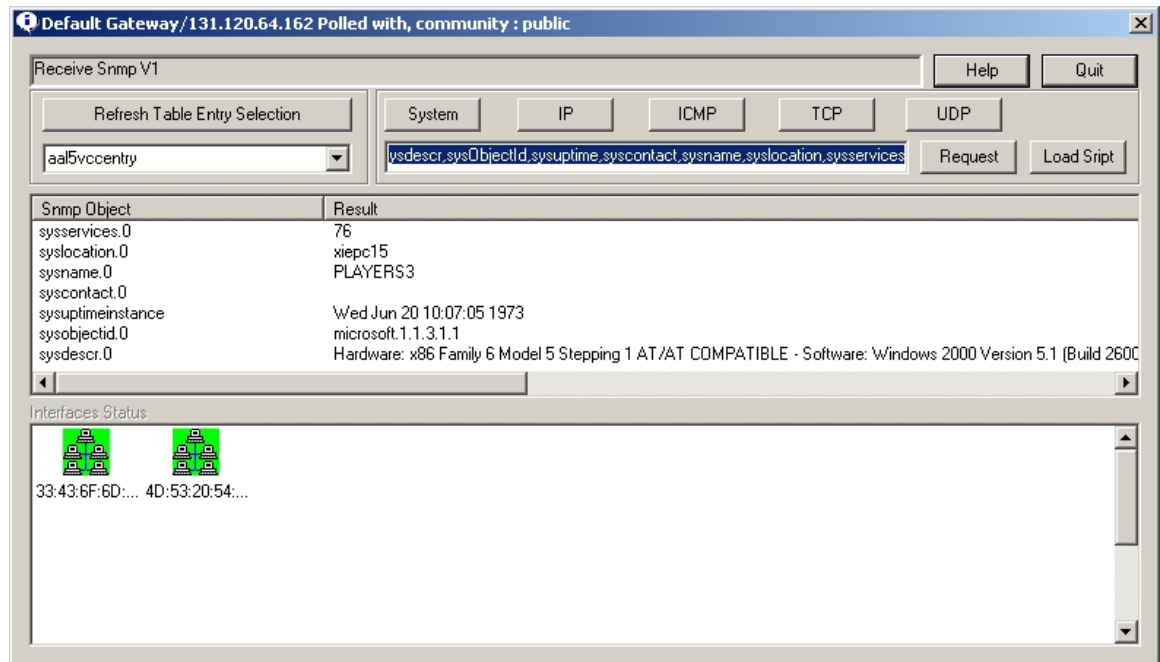 Default Gateway/131.120.64.162 Polled with, community : public
Receive Snmp V1
Help
Quit
Refresh Table Entry Selection
System
IP
ICMP
TCP
UDP
aal5vccentry
ysdescr,sysObjectId,sysuptime,syscontact,sysname,syslocation,sysservices
Request
Load Sript
Snmp Object Result
sysservices.0 76
syslocation.0 xiepc15
sysname.0 PLAYERS3
syscontact.0
sysuptimeinstance Wed Jun 20 10:07:05 1973
sysobjectid.0 microsoft.1.1.3.1.1
sysdescr.0 Hardware: x86 Family 6 Model 5 Stepping 1 AT/AT COMPATIBLE - Software: Windows 2000 Version 5.1 (Build 2600
Interfaces Status
33:43:6F:6D:... 4D:53:20:54:...